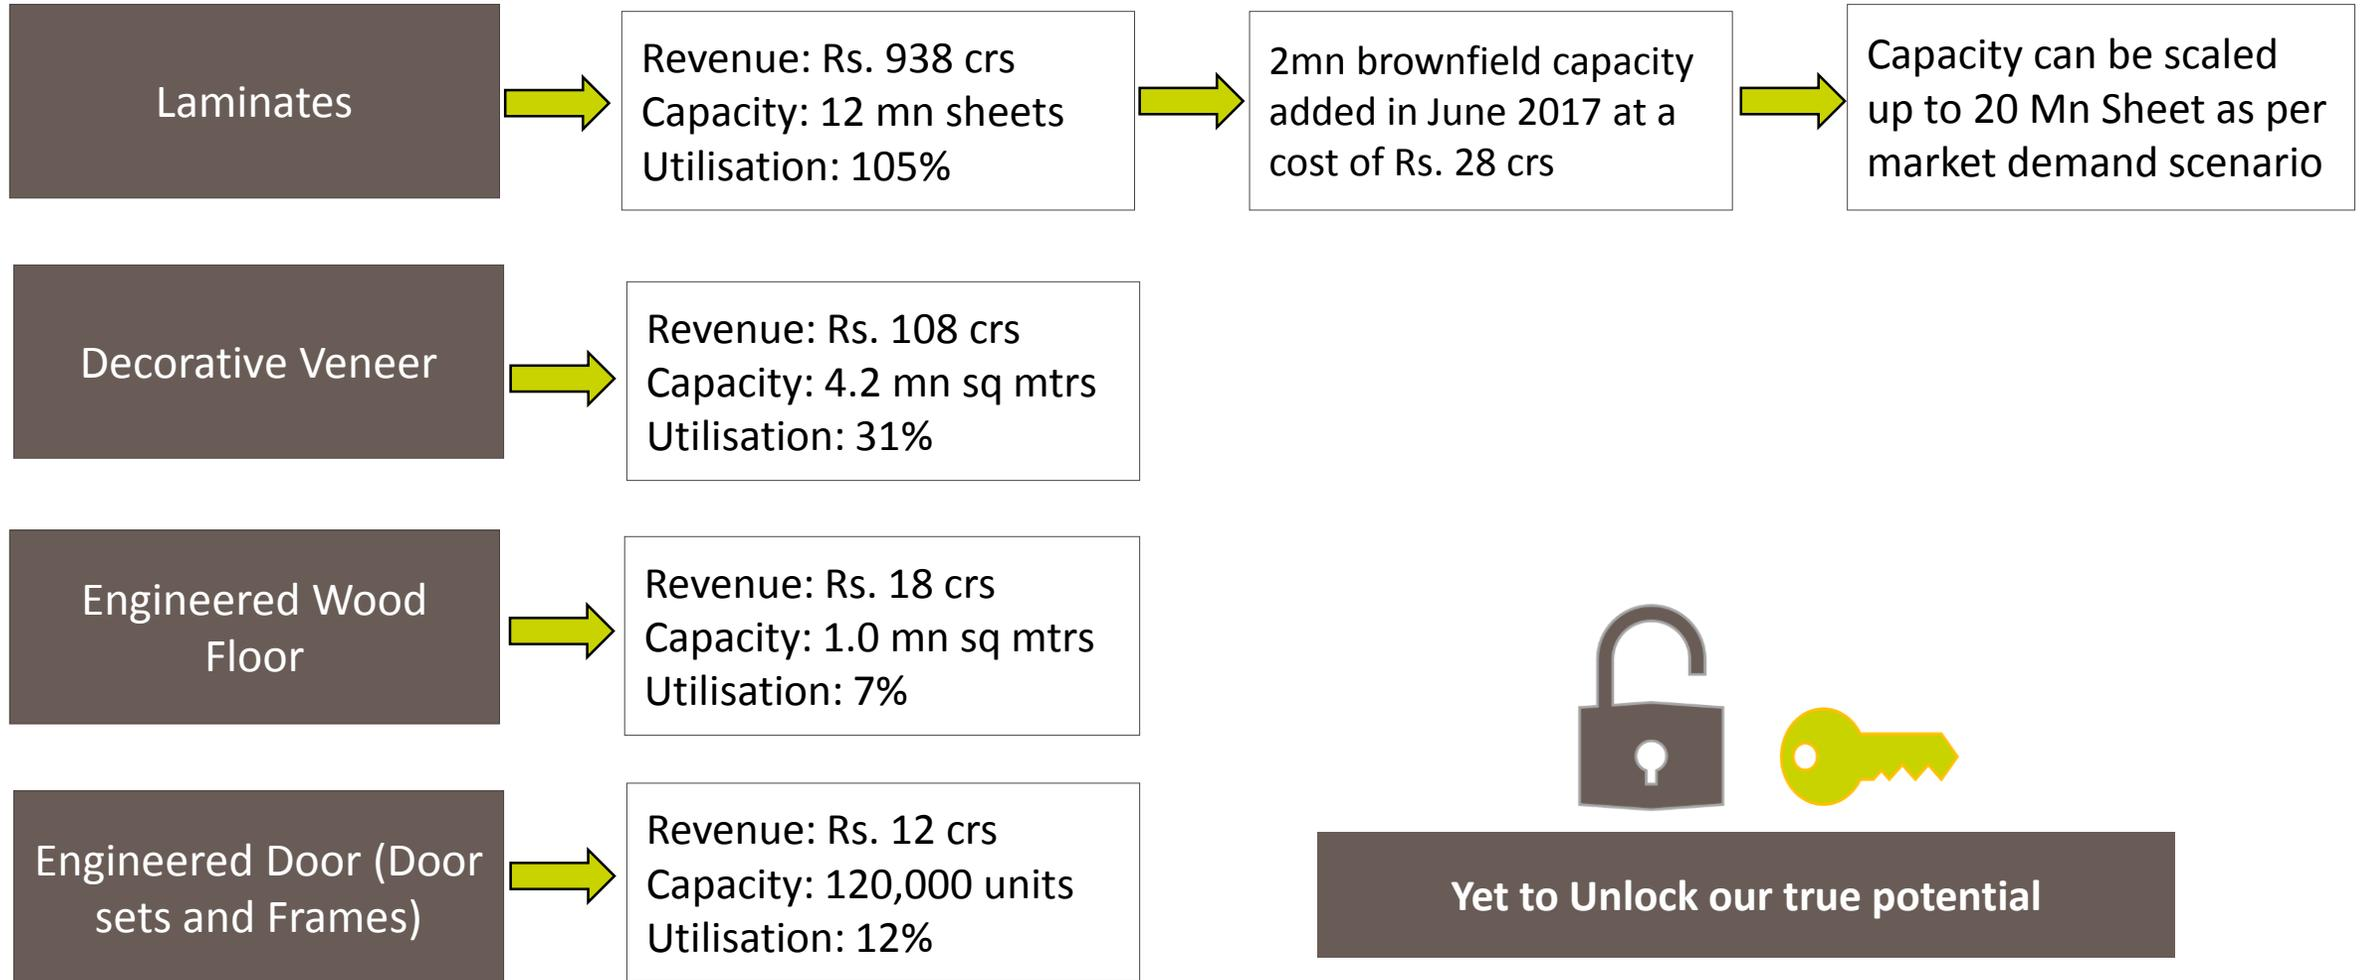 Laminates
Revenue: Rs. 938 crs
Capacity: 12 mn sheets
Utilisation: 105%
2mn brownfield capacity
added in June 2017 at a
cost of Rs. 28 crs
Capacity can be scaled
up to 20 Mn Sheet as per
market demand scenario
Decorative Veneer
Revenue: Rs. 108 crs
Capacity: 4.2 mn sq mtrs
Utilisation: 31%
Engineered Wood
Floor
Revenue: Rs. 18 crs
Capacity: 1.0 mn sq mtrs
Utilisation: 7%
Engineered Door (Door
sets and Frames)
Revenue: Rs. 12 crs
Capacity: 120,000 units
Utilisation: 12%
Yet to Unlock our true potential